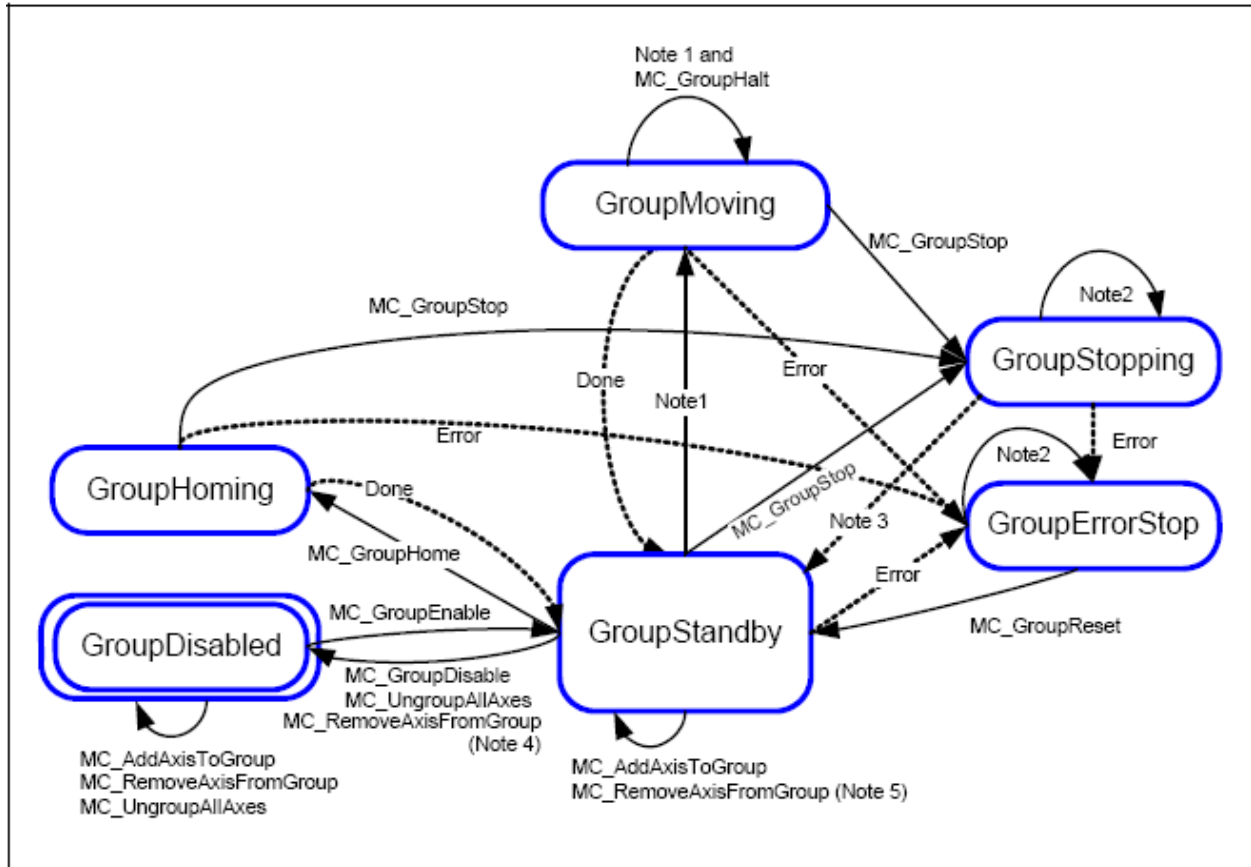 Note 1 and
MC_GroupHalt
GroupMoving
MC_GroupStop
MC_GroupStop
Note2
GroupStopping
Done
Error
Note1
Error
Error
Note2
GroupHoming
Done
MC_GroupStop
GroupErrorStop
Note 3
MC_GroupHome
Error
MC_GroupEnable
GroupStandby
MC_GroupReset
GroupDisabled
MC_GroupDisable
MC_UngroupAllAxes
MC_RemoveAxisFromGroup
(Note 4)
MC_AddAxisToGroup
MC_RemoveAxisFromGroup
MC_UngroupAllAxes
MC_AddAxisToGroup
MC_RemoveAxisFromGroup (Note 5)